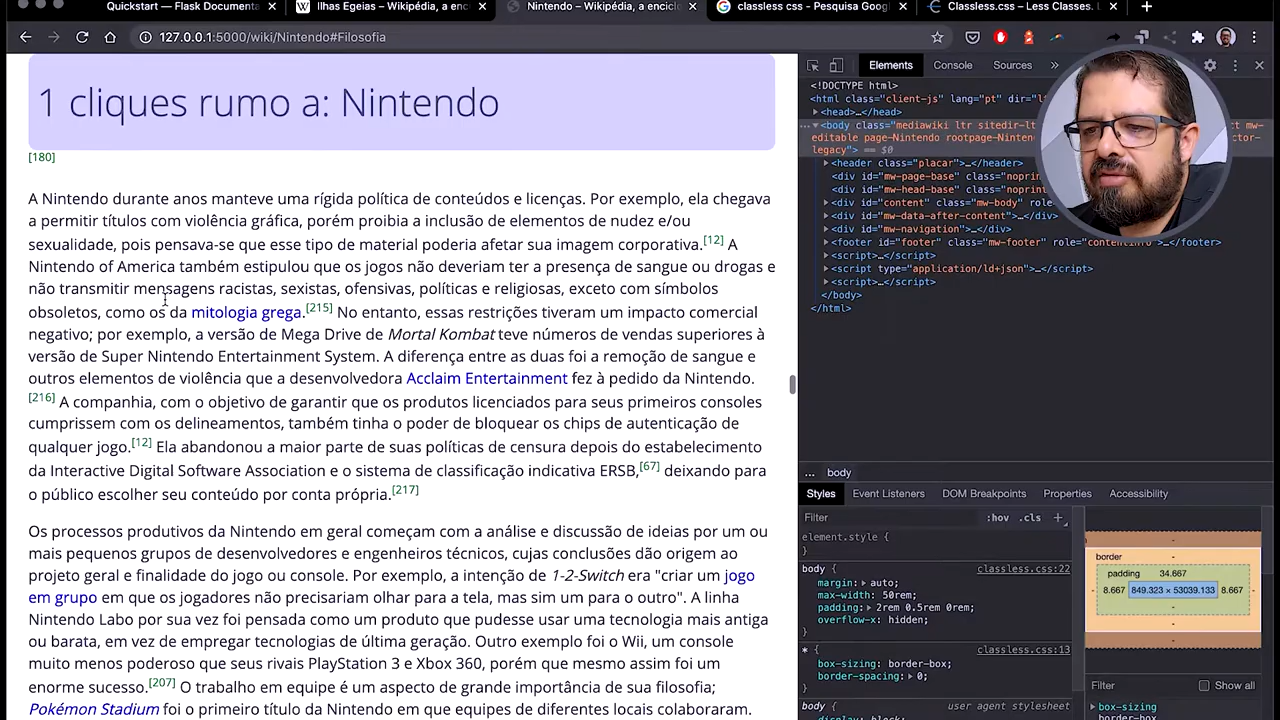 Quickstart — Flask Documenta
Ilhas Egeias – Wikipédia, a enci
Nintendo – Wikipédia, a enciclo
classless css - Pesquisa Goog
Classless.css – Less Classes. L
127.0.0.1:5000/wiki/Nintendo#Filosofia
1 cliques rumo a: Nintendo
[180]
A Nintendo durante anos manteve uma rígida política de conteúdos e licenças. Por exemplo, ela chegava
a permitir títulos com violência gráfica, porém proibia a inclusão de elementos de nudez e/ou
sexualidade, pois pensava-se que esse tipo de material poderia afetar sua imagem corporativa.[12] A
Nintendo of America também estipulou que os jogos não deveriam ter a presença de sangue ou drogas e
não transmitir mensagens racistas, sexistas, ofensivas, políticas e religiosas, exceto com símbolos
obsoletos, como os da mitologia grega.[215] No entanto, essas restrições tiveram um impacto comercial
negativo; por exemplo, a versão de Mega Drive de Mortal Kombat teve números de vendas superiores à
versão de Super Nintendo Entertainment System. A diferença entre as duas foi a remoção de sangue e
outros elementos de violência que a desenvolvedora Acclaim Entertainment fez à pedido da Nintendo.
[216] A companhia, com o objetivo de garantir que os produtos licenciados para seus primeiros consoles
cumprissem com os delineamentos, também tinha o poder de bloquear os chips de autenticação de
qualquer jogo.[12] Ela abandonou a maior parte de suas políticas de censura depois do estabelecimento
da Interactive Digital Software Association e o sistema de classificação indicativa ERSB,[67] deixando para
o público escolher seu conteúdo por conta própria.[217]
Os processos produtivos da Nintendo em geral começam com a análise e discussão de ideias por um ou
mais pequenos grupos de desenvolvedores e engenheiros técnicos, cujas conclusões dão origem ao
projeto geral e finalidade do jogo ou console. Por exemplo, a intenção de 1-2-Switch era "criar um jogo
em grupo em que os jogadores não precisariam olhar para a tela, mas sim um para o outro". A linha
Nintendo Labo por sua vez foi pensada como um produto que pudesse usar uma tecnologia mais antiga
ou barata, em vez de empregar tecnologias de última geração. Outro exemplo foi o Wii, um console
muito menos poderoso que seus rivais PlayStation 3 e Xbox 360, porém que mesmo assim foi um
enorme sucesso.[207] O trabalho em equipe é um aspecto de grande importância de sua filosofia;
Pokémon Stadium foi o primeiro título da Nintendo em que equipes de diferentes locais colaboraram.
Elements Console Sources »
<!DOCTYPE html>
<html class="client-js" lang="pt" dir="l
<head>…</head>
<body class="mediawiki ltr sitedir-lt
editable page-Nintendo rootpage-Nintendo
legacy"> == $0
<header class="placar">…</header>
<div id="mw-page-base" class="noprin
<div id="mw-head-base" class="noprin
<div id="content" class="mw-body" ro
<div id="mw-data-after-content">…</div>
<div id="mw-navigation">…</div>
<footer id="footer" class="mw-footer" role="contentinfo">…</footer>
<script>…</script>
<script type="application/ld+json">…</script>
<script>…</script>
</body>
</html>
… body
Styles Event Listeners DOM Breakpoints Properties Accessibility
Filter :hov .cls +
element.style {
}
body { classless.css:22
margin: auto;
max-width: 50rem;
padding: 2rem 0.5rem 0rem;
overflow-x: hidden;
}
* { classless.css:13
box-sizing: border-box;
border-spacing: 0;
}
body { user agent stylesheet
border -
padding 34.667
8.667 849.323 × 53039.133 8.667
Filter Show all
box-sizing